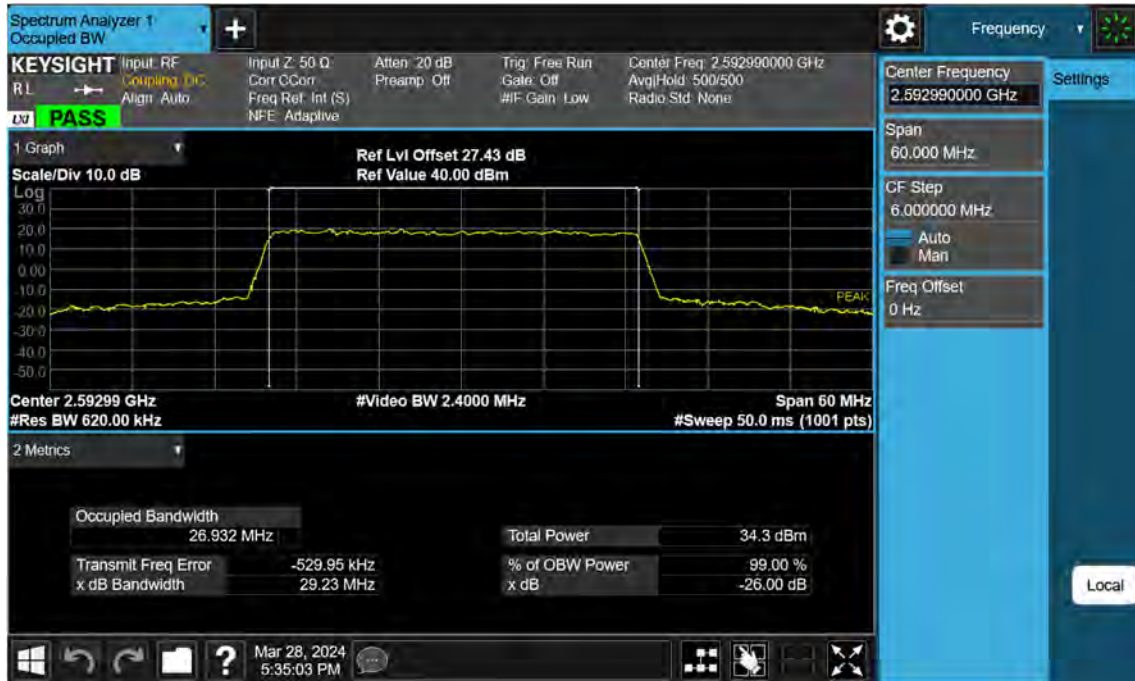 Spectrum Analyzer 1
Occupied BW
+
Frequency
KEYSIGHT
RL
LXI PASS
Input: RF
Coupling: DC
Align: Auto
Input Z: 50 Ω
Corr CCorr
Freq Ref: Int (S)
NFE: Adaptive
Atten: 20 dB
Preamp: Off
Trig: Free Run
Gate: Off
#IF Gain: Low
Center Freq: 2.592990000 GHz
Avg|Hold: 500/500
Radio Std: None
Center Frequency
2.592990000 GHz
Settings
Span
60.000 MHz
CF Step
6.000000 MHz
Auto
Man
Freq Offset
0 Hz
Local
1 Graph
Scale/Div 10.0 dB
Ref Lvl Offset 27.43 dB
Ref Value 40.00 dBm
Log
30.0
20.0
10.0
0.00
-10.0
-20.0
-30.0
-40.0
-50.0
PEAK
Center 2.59299 GHz
#Video BW 2.4000 MHz
Span 60 MHz
#Res BW 620.00 kHz
#Sweep 50.0 ms (1001 pts)
2 Metrics
Occupied Bandwidth
26.932 MHz
Total Power 34.3 dBm
Transmit Freq Error -529.95 kHz
% of OBW Power 99.00 %
x dB Bandwidth 29.23 MHz
x dB -26.00 dB
?
Mar 28, 2024
5:35:03 PM